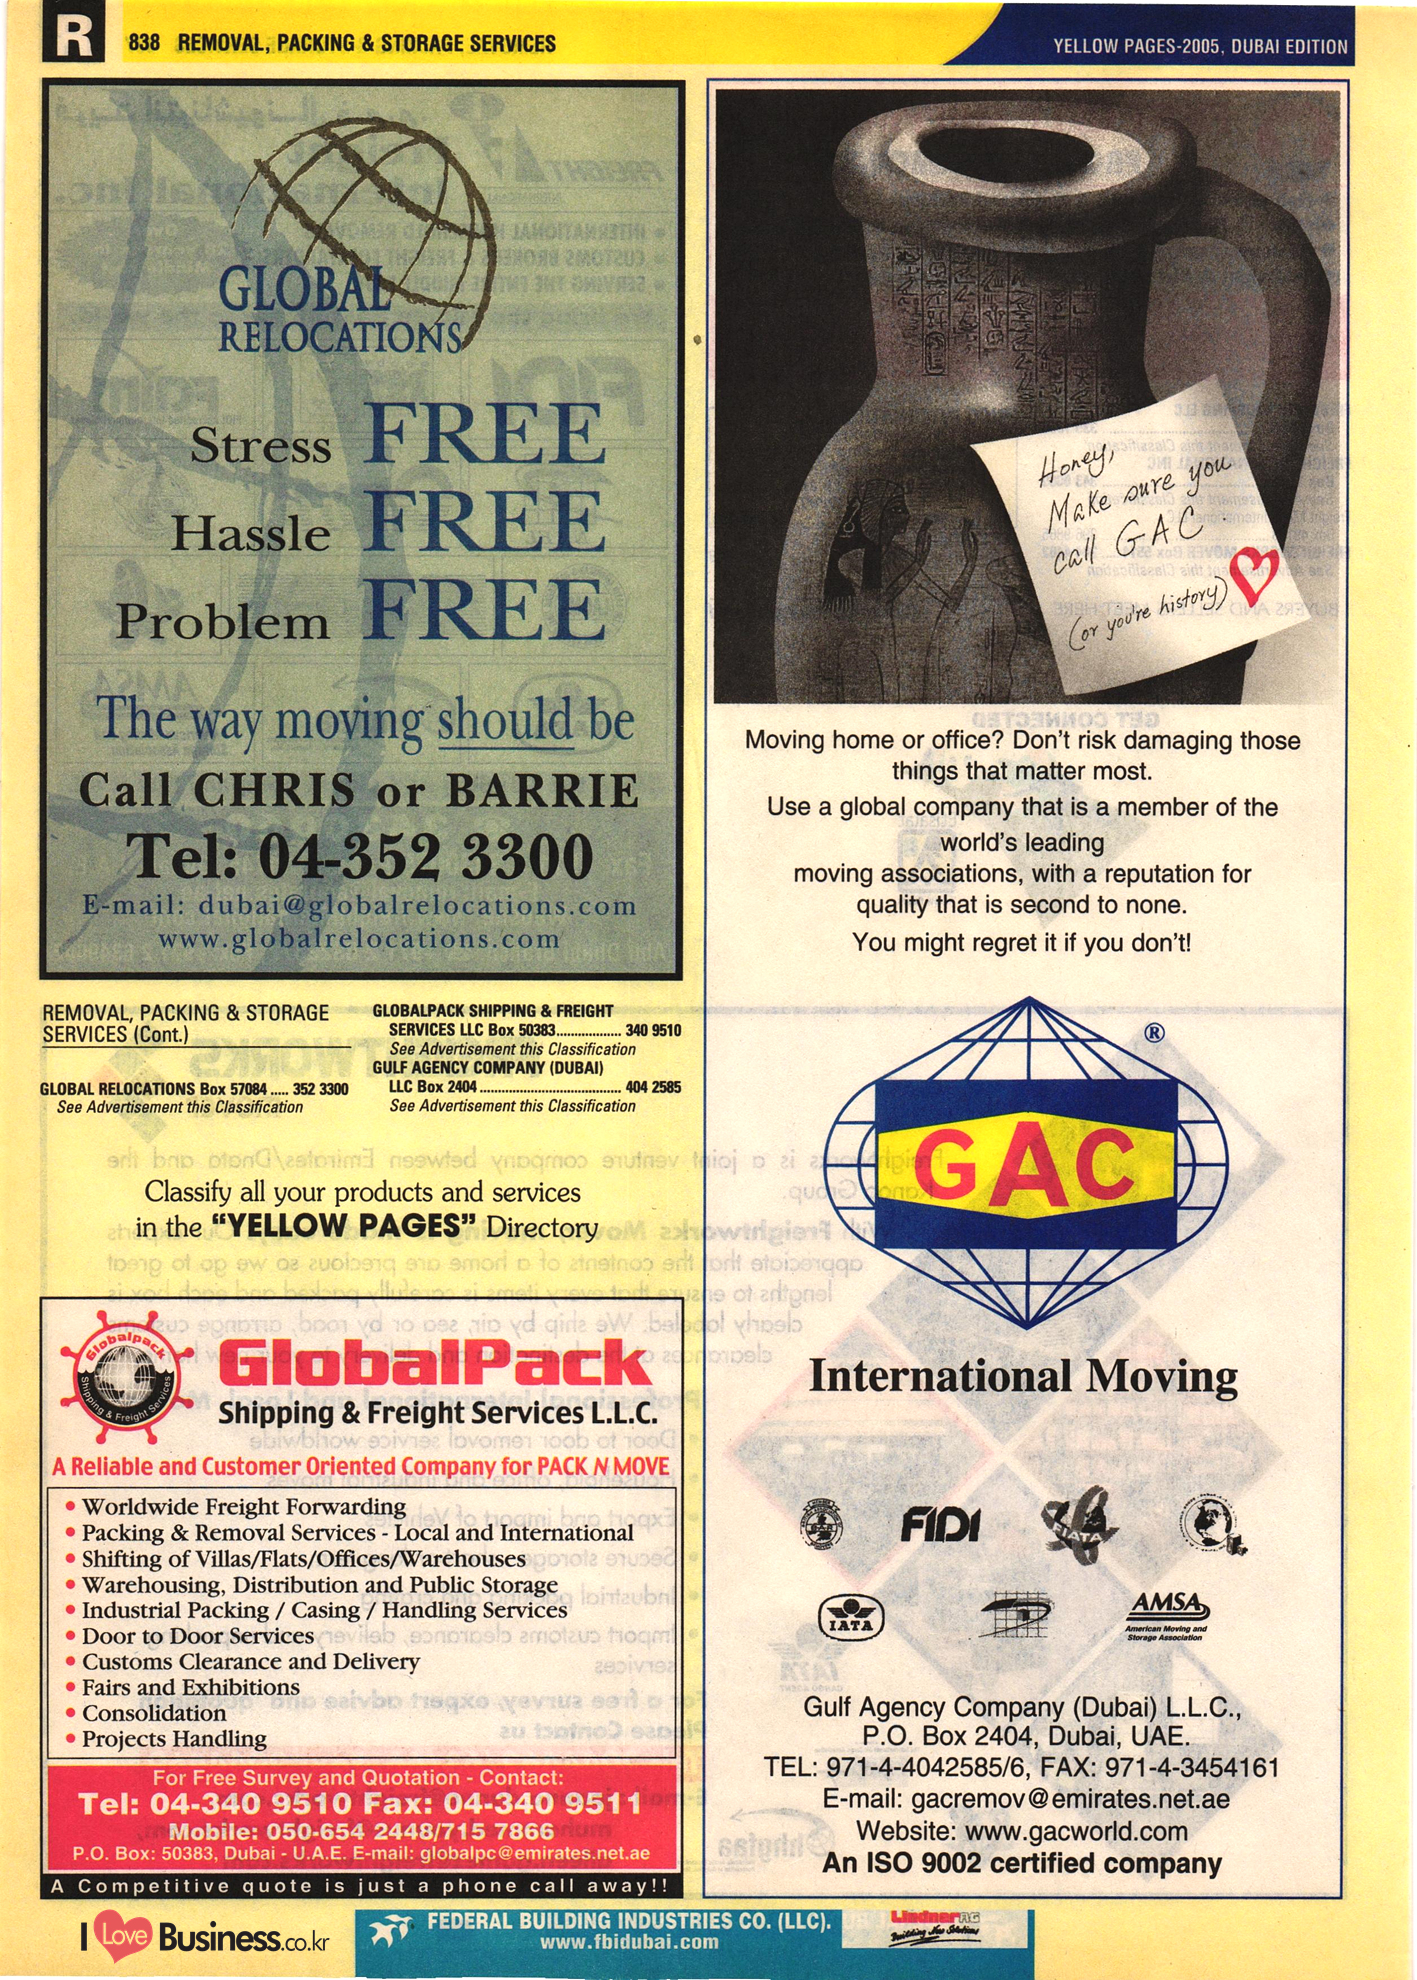 R
838 REMOVAL, PACKING & STORAGE SERVICES
YELLOW PAGES-2005, DUBAI EDITION
GLOBAL
RELOCATIONS
Stress FREE
Hassle FREE
Problem FREE
The way moving should be
Call CHRIS or BARRIE
Tel: 04-352 3300
E-mail: dubai@globalrelocations.com
www.globalrelocations.com
REMOVAL, PACKING & STORAGE
SERVICES (Cont.)
GLOBAL RELOCATIONS Box 57084 ..... 352 3300
See Advertisement this Classification
GLOBALPACK SHIPPING & FREIGHT
SERVICES LLC Box 50383.................. 340 9510
See Advertisement this Classification
GULF AGENCY COMPANY (DUBAI)
LLC Box 2404 ....................................... 404 2585
See Advertisement this Classification
Classify all your products and services
in the "YELLOW PAGES" Directory
Globalpack
Shipping & Freight Services
GlobalPack
Shipping & Freight Services L.L.C.
A Reliable and Customer Oriented Company for PACK N MOVE
• Worldwide Freight Forwarding
• Packing & Removal Services - Local and International
• Shifting of Villas/Flats/Offices/Warehouses
• Warehousing, Distribution and Public Storage
• Industrial Packing / Casing / Handling Services
• Door to Door Services
• Customs Clearance and Delivery
• Fairs and Exhibitions
• Consolidation
• Projects Handling
For Free Survey and Quotation - Contact:
Tel: 04-340 9510 Fax: 04-340 9511
Mobile: 050-654 2448/715 7866
P.O. Box: 50383, Dubai - U.A.E. E-mail: globalpc@emirates.net.ae
A Competitive quote is just a phone call away!!
Honey,
Make sure you
call GAC
(or you're history)
Moving home or office? Don't risk damaging those
things that matter most.
Use a global company that is a member of the
world's leading
moving associations, with a reputation for
quality that is second to none.
You might regret it if you don't!
®
GAC
International Moving
FIDI
FIATA
IATA
AMSA
American Moving and
Storage Association
Gulf Agency Company (Dubai) L.L.C.,
P.O. Box 2404, Dubai, UAE.
TEL: 971-4-4042585/6, FAX: 971-4-3454161
E-mail: gacremov@emirates.net.ae
Website: www.gacworld.com
An ISO 9002 certified company
I Love Business.co.kr
FEDERAL BUILDING INDUSTRIES CO. (LLC).
www.fbidubai.com
Lindner AG
Building New Solutions